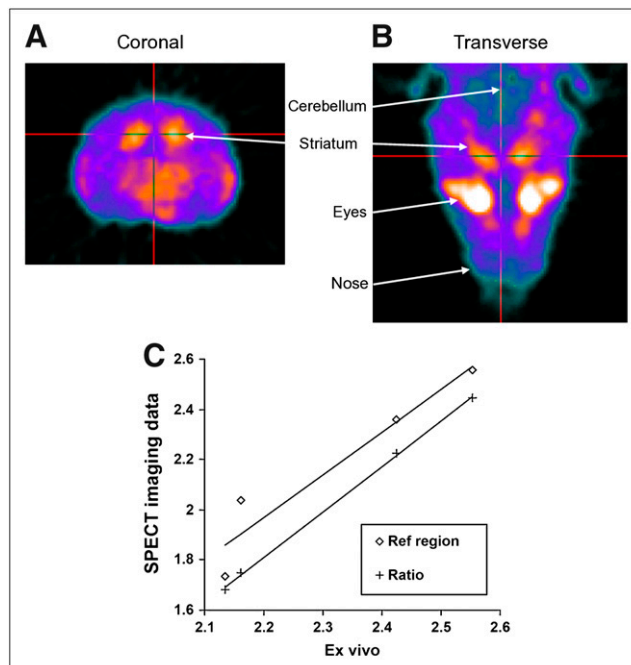 A
Coronal
B
Transverse
Cerebellum
Striatum
Eyes
Nose
C
SPECT imaging data
2.6
2.4
2.2
2
1.8
1.6
Ref region
Ratio
2.1 2.2 2.3 2.4 2.5 2.6
Ex vivo